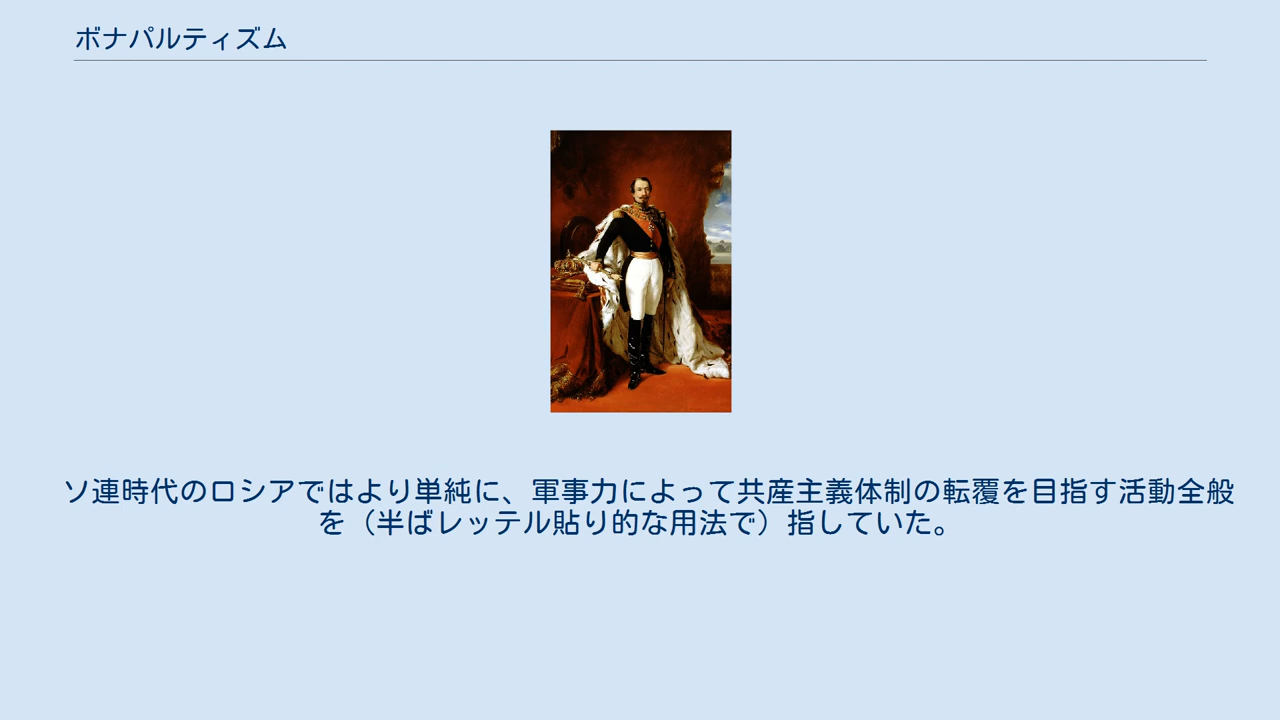 ボナパルティズム
ソ連時代のロシアではより単純に、軍事力によって共産主義体制の転覆を目指す活動全般
を（半ばレッテル貼り的な用法で）指していた。